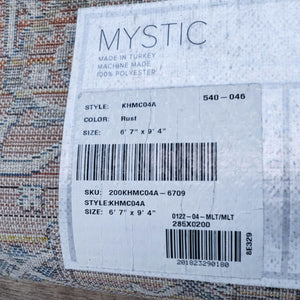 MYSTIC
MADE IN TURKEY
MACHINE MADE
100% POLYESTER
STYLE: KHMC04A 540-046
COLOR: Rust
SIZE: 6' 7" x 9' 4"
SKU: 200KHMC04A-6709
STYLE:KHMC04A
SIZE: 6' 7" x 9' 4"
0122-04-MLT/MLT
285X0200
8E329
201823290180